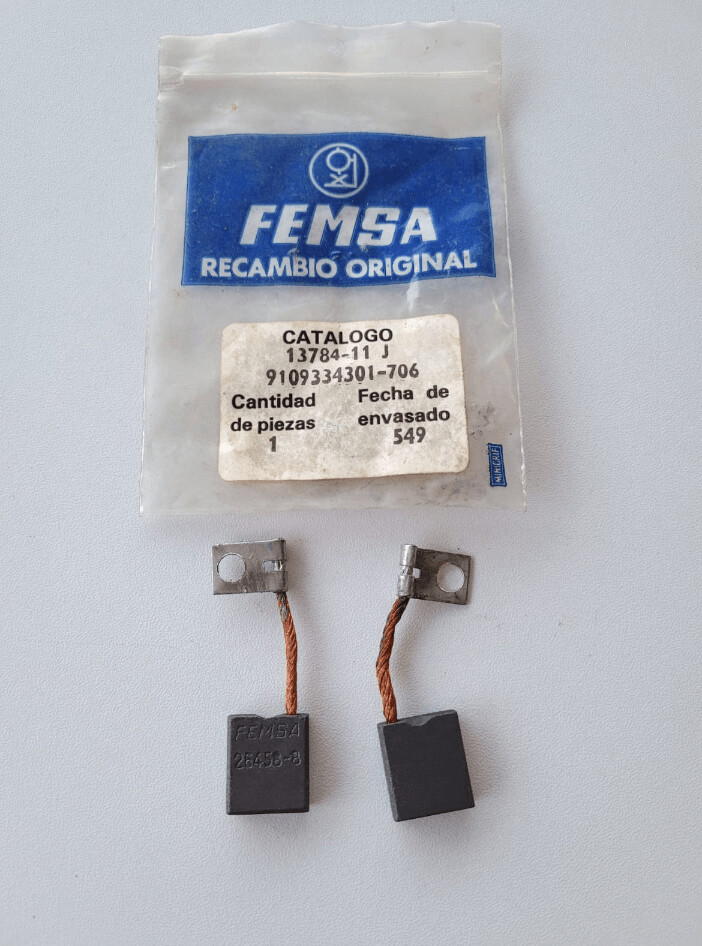 FEMSA
RECAMBIO ORIGINAL
CATALOGO
13784-11 J
9109334301-706
Cantidad
de piezas
1
Fecha de
envasado
549
MINIGRIP
FEMSA
26458-8